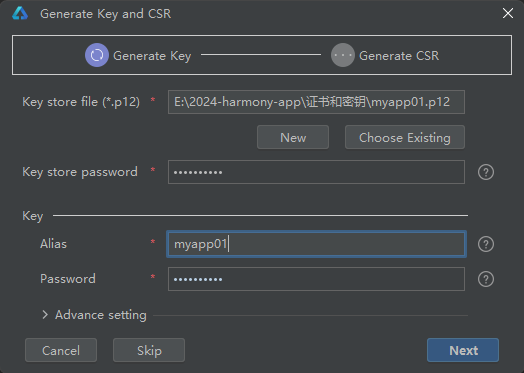 Generate Key and CSR
Generate Key
Generate CSR
Key store file (*.p12) * E:\2024-harmony-app\证书和密钥\myapp01.p12
New
Choose Existing
Key store password * •••••••••• ?
Key
Alias * myapp01 ?
Password * •••••••••• ?
Advance setting
Cancel
Skip
Next